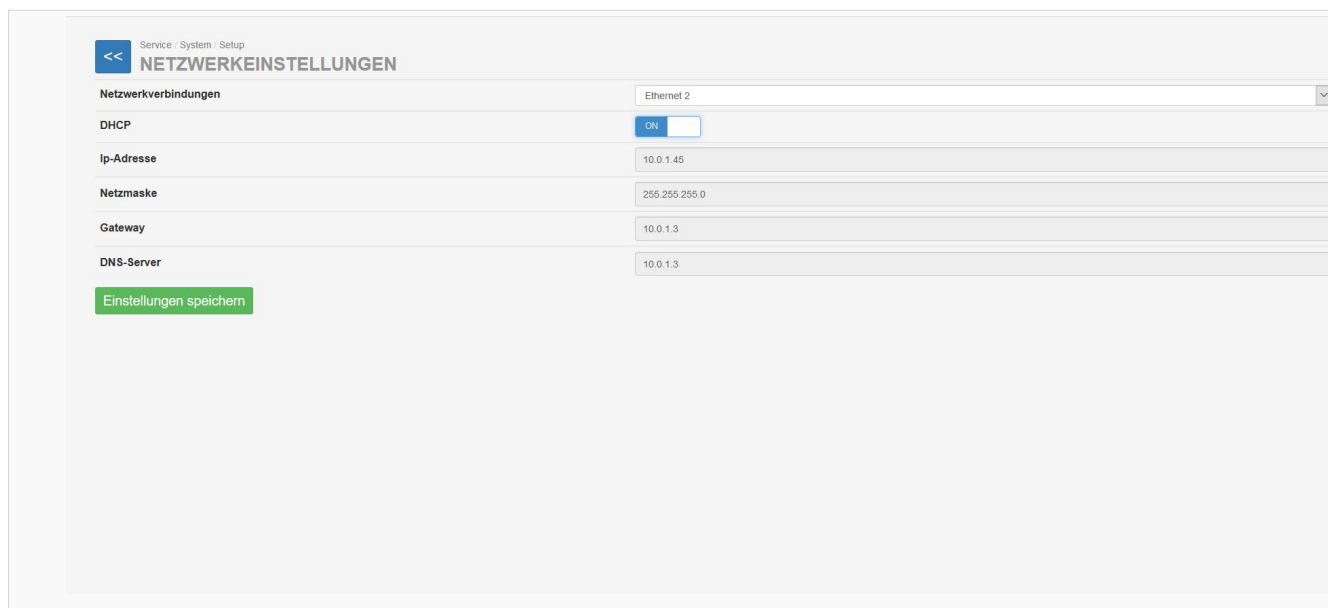 <<
Service / System / Setup
NETZWERKEINSTELLUNGEN
Netzwerkverbindungen
Ethernet 2
DHCP
ON
Ip-Adresse
10.0.1.45
Netzmaske
255.255.255.0
Gateway
10.0.1.3
DNS-Server
10.0.1.3
Einstellungen speichern